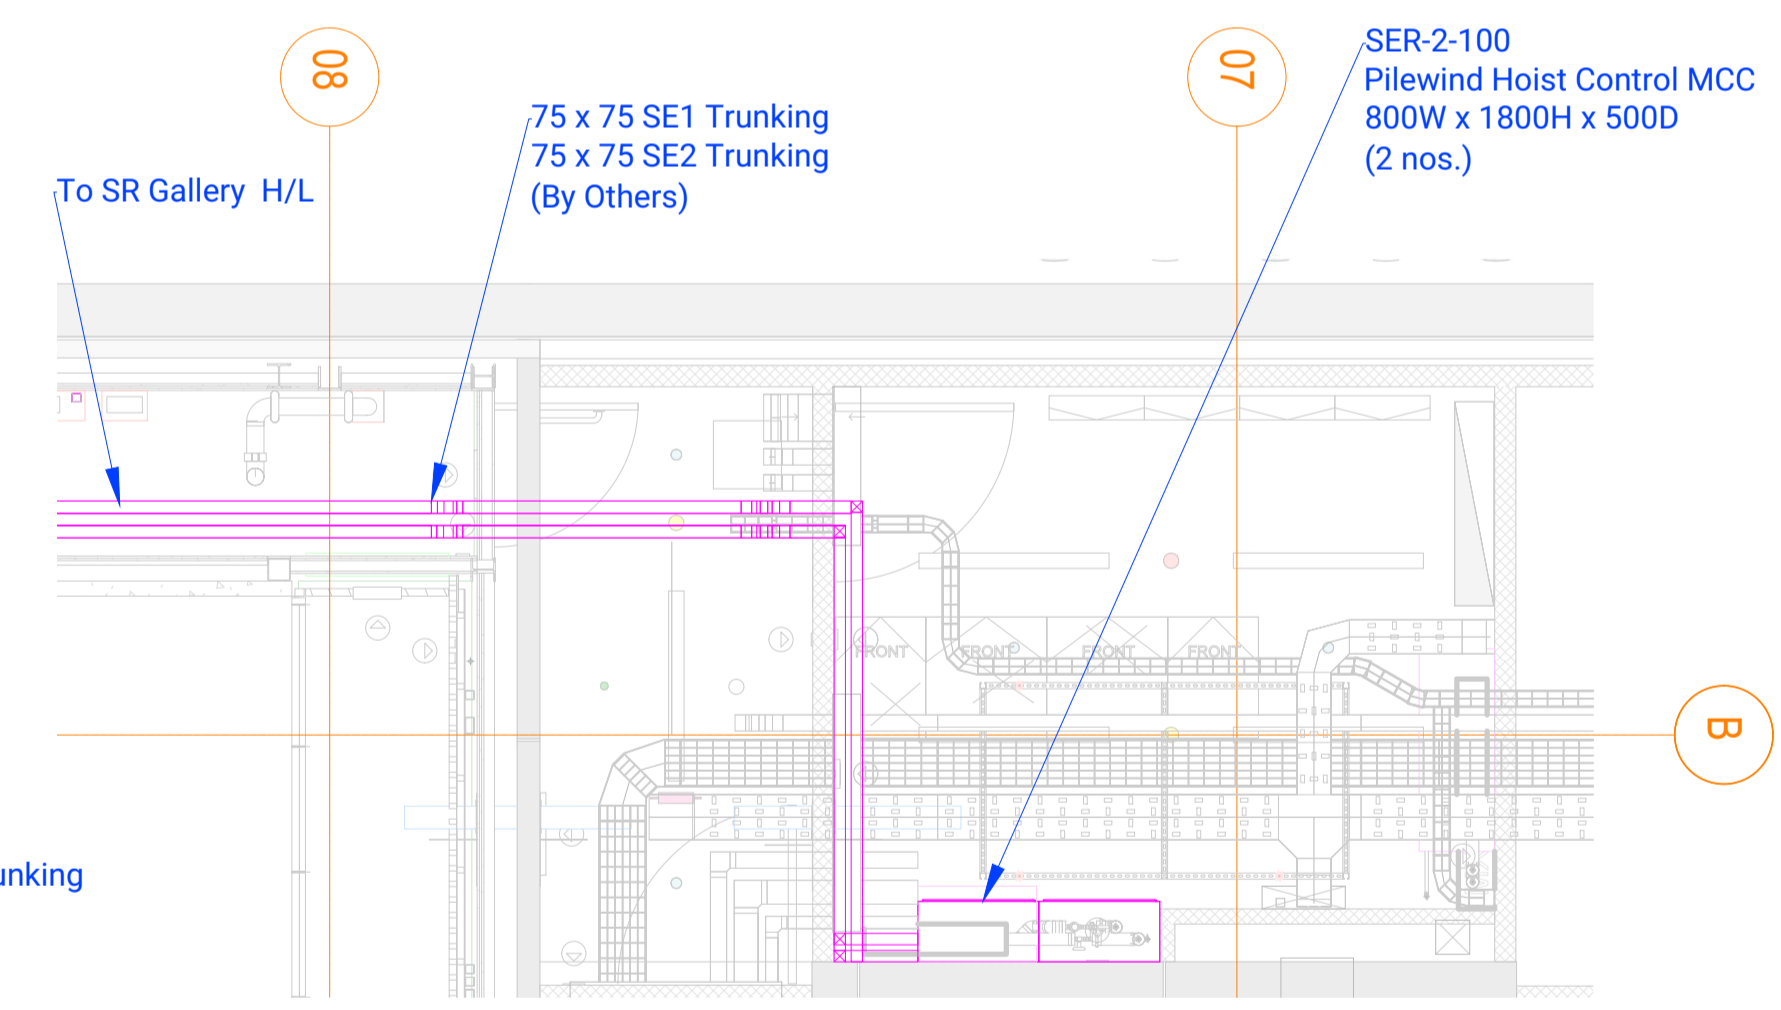 08
07
SER-2-100
Pilewind Hoist Control MCC
800W x 1800H x 500D
(2 nos.)
75 x 75 SE1 Trunking
75 x 75 SE2 Trunking
(By Others)
To SR Gallery H/L
FRONT FRONT FRONT FRONT
B